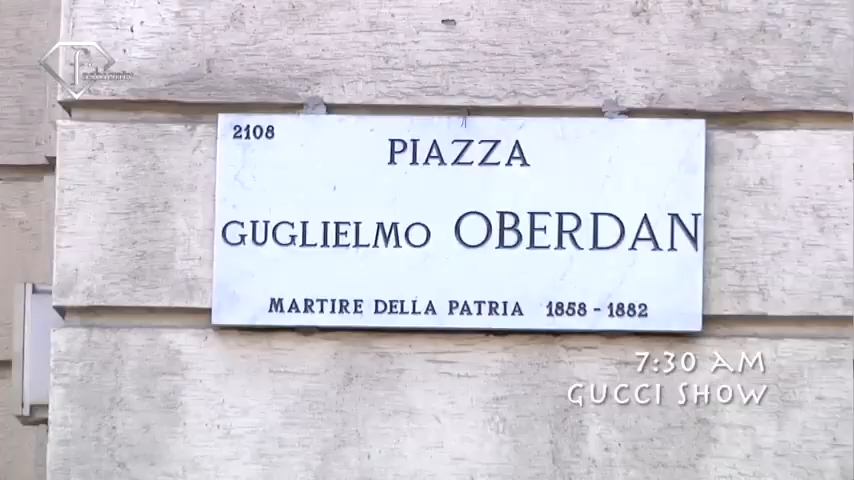 2108
PIAZZA
GUGLIELMO OBERDAN
MARTIRE DELLA PATRIA 1858-1882
7:30 AM
GUCCI SHOW